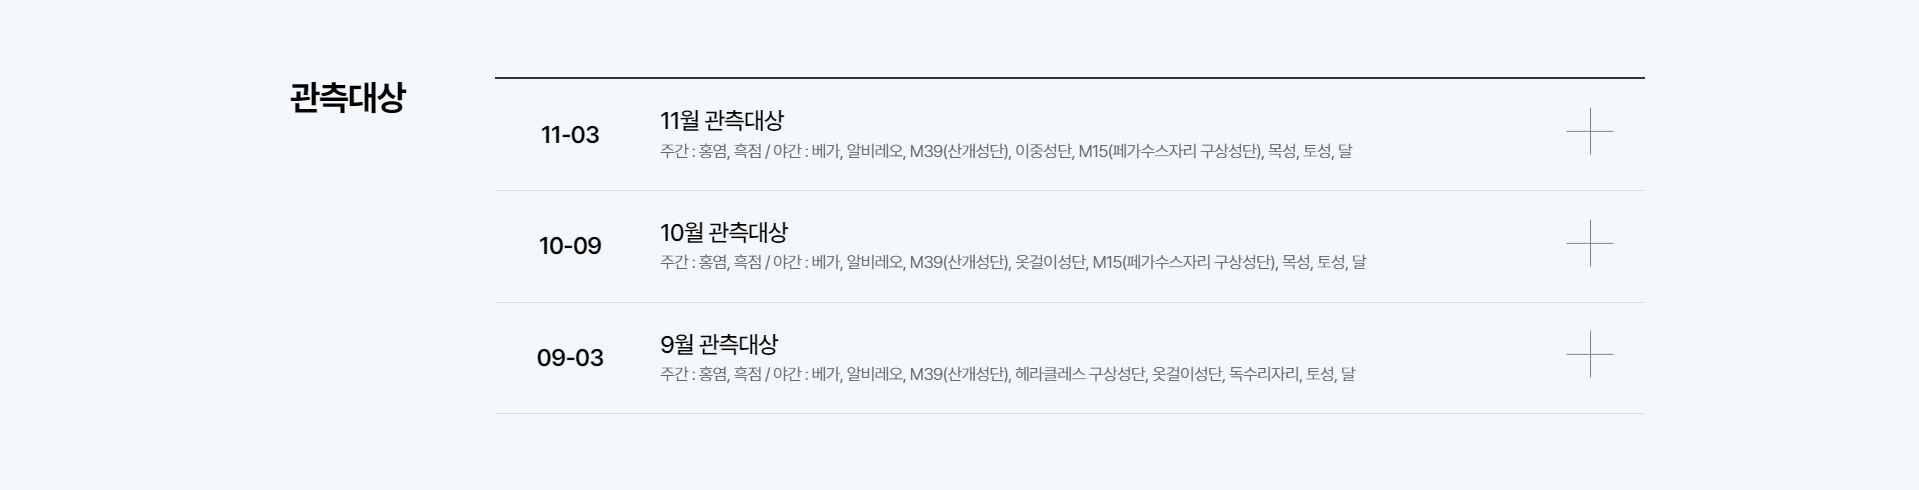 관측대상
11-03
11월 관측대상
주간 : 홍염, 흑점 / 야간 : 베가, 알비레오, M39(산개성단), 이중성단, M15(페가수스자리 구상성단), 목성, 토성, 달
10-09
10월 관측대상
주간 : 홍염, 흑점 / 야간 : 베가, 알비레오, M39(산개성단), 옷걸이성단, M15(페가수스자리 구상성단), 목성, 토성, 달
09-03
9월 관측대상
주간 : 홍염, 흑점 / 야간 : 베가, 알비레오, M39(산개성단), 헤라클레스 구상성단, 옷걸이성단, 독수리자리, 토성, 달